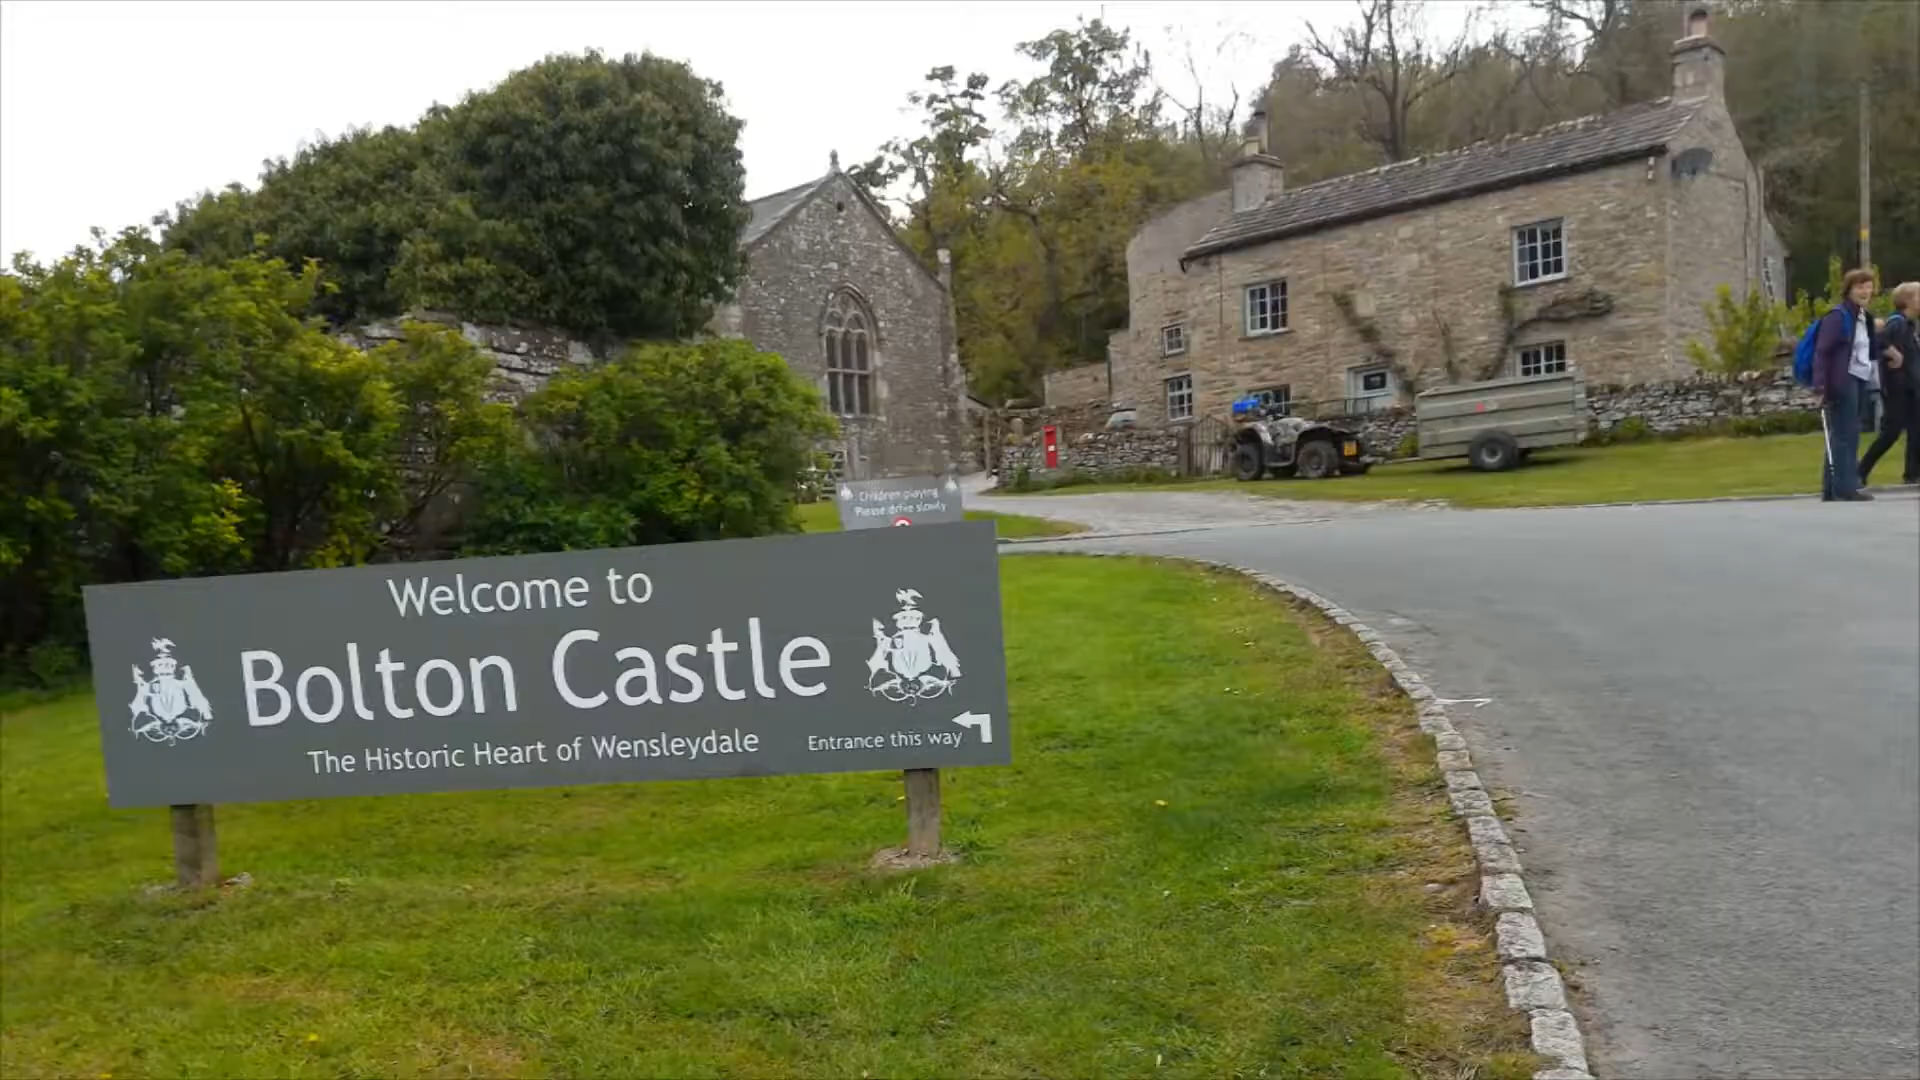 Children playing
Please drive slowly
Welcome to
Bolton Castle
The Historic Heart of Wensleydale
Entrance this way